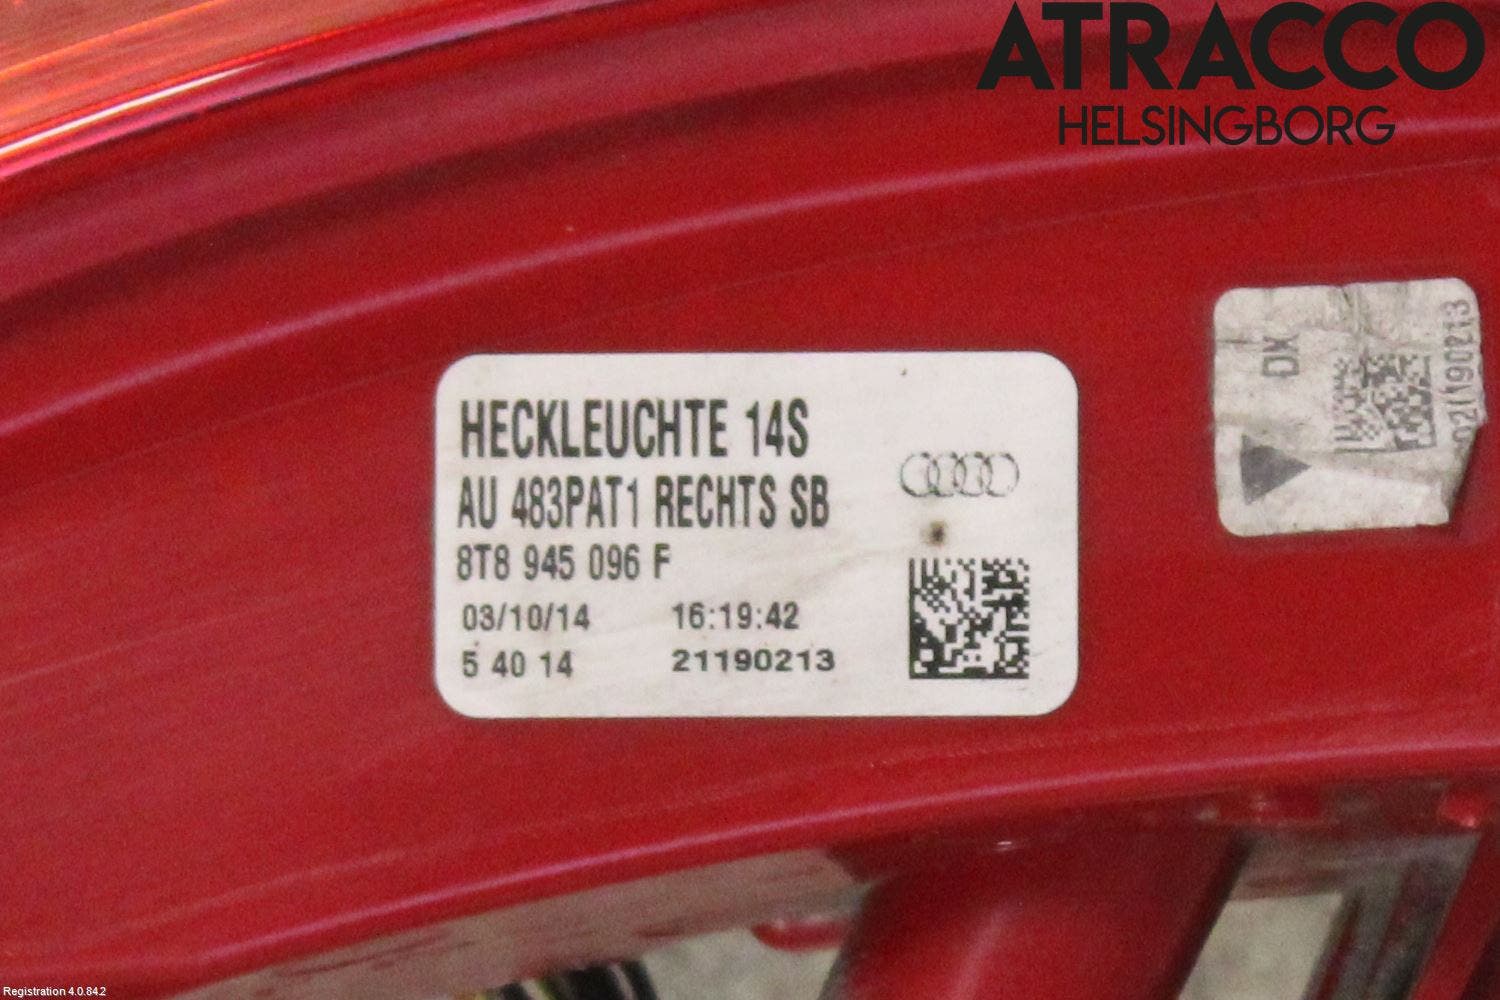 ATRACCO
HELSINGBORG
HECKLEUCHTE 14S
AU 483PAT1 RECHTS SB
8T8 945 096 F
03/10/14 16:19:42
5 40 14 21190213
DX
Registration 4.0.84.2